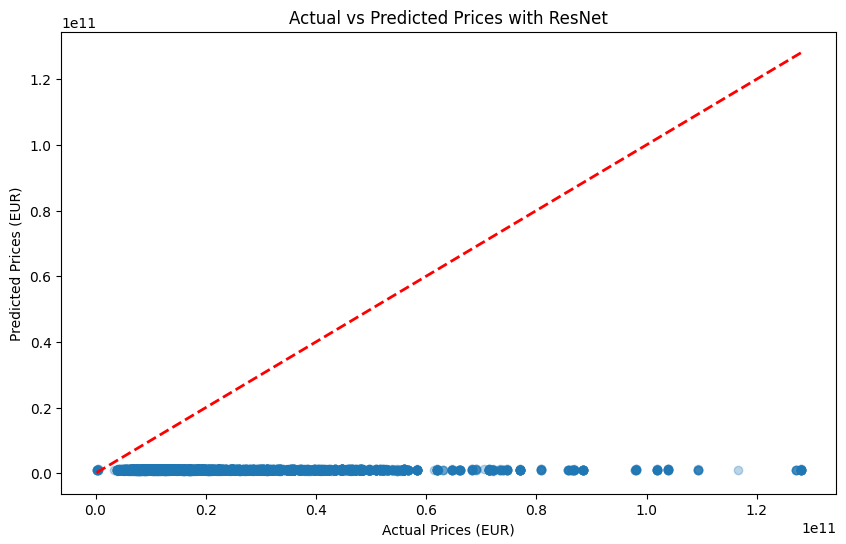 Actual vs Predicted Prices with ResNet
1e11
1.2
1.0
0.8
0.6
0.4
0.2
0.0
Predicted Prices (EUR)
0.0 0.2 0.4 0.6 0.8 1.0 1.2
1e11
Actual Prices (EUR)